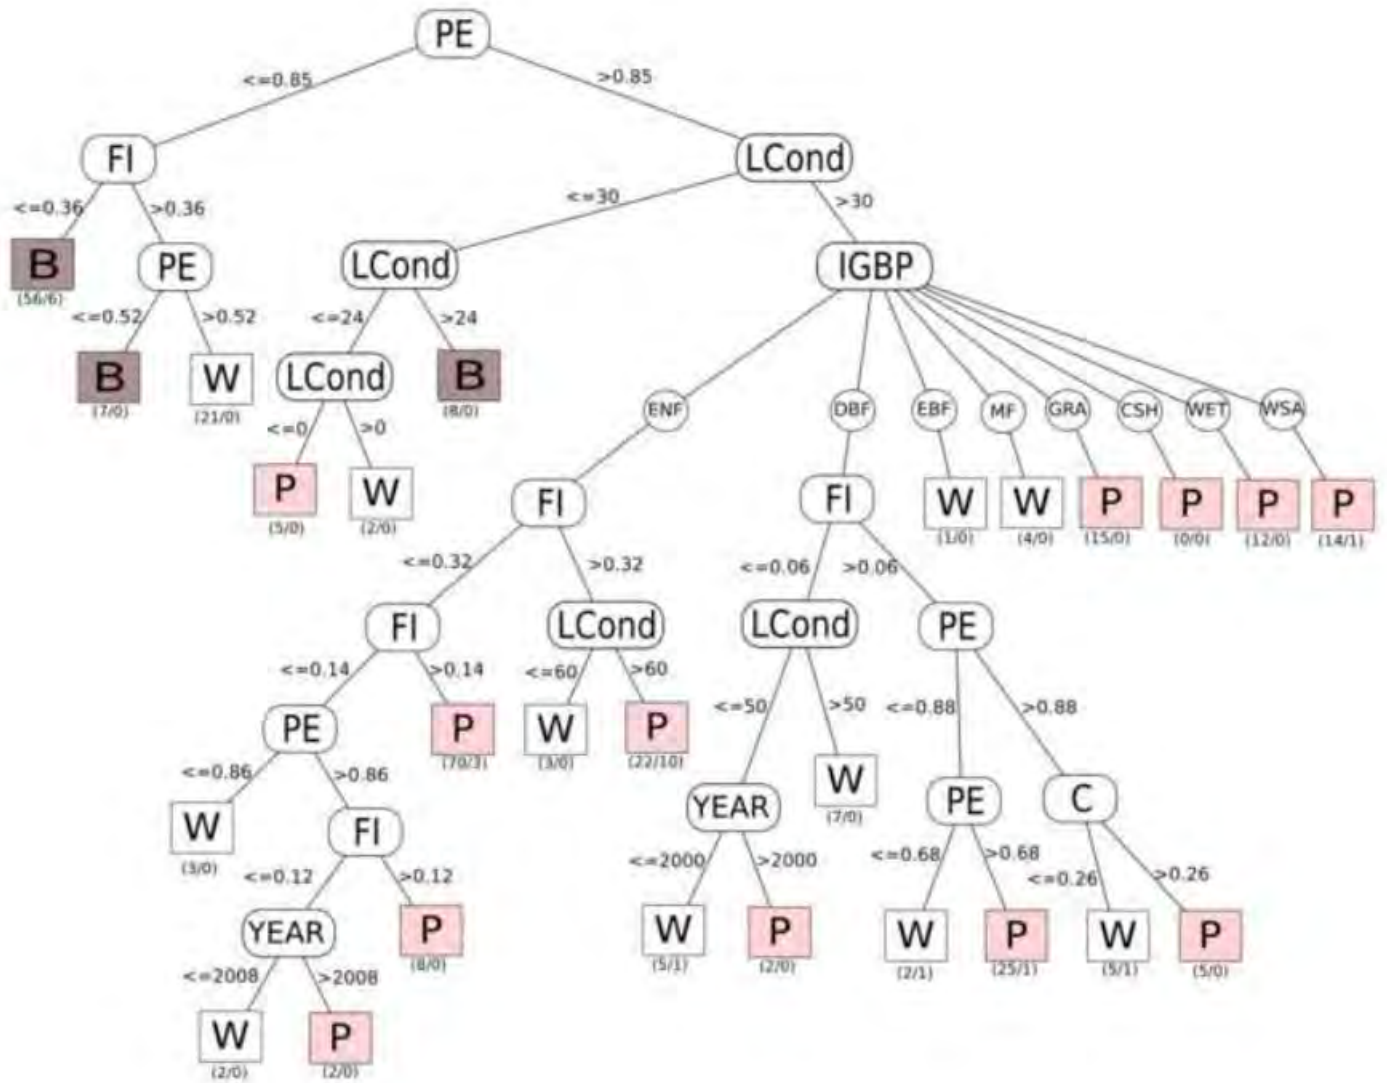 PE
<=0.85 >0.85
FI LCond
<=0.36 >0.36 <=30 >30
B PE LCond IGBP
(56/6)
<=0.52 >0.52 <=24 >24
B W LCond B
(7/0) (21/0) (8/0)
ENF DBF EBF MF GRA CSH WET WSA
<=0 >0
P W FI FI W W P P P P
(5/0) (2/0) (1/0) (4/0) (15/0) (0/0) (12/0) (14/1)
<=0.32 >0.32 <=0.06 >0.06
FI LCond LCond PE
<=0.14 >0.14 <=60 >60 <=50 >50 <=0.88 >0.88
PE P W P
(70/3) (3/0) (22/10)
<=0.86 >0.86
W
(7/0)
YEAR PE C
W FI
(3/0)
<=2000 >2000 <=0.68 >0.68 <=0.26 >0.26
<=0.12 >0.12
YEAR P W P W P W P
(8/0) (5/1) (2/0) (2/1) (25/1) (5/1) (5/0)
<=2008 >2008
W P
(2/0) (2/0)